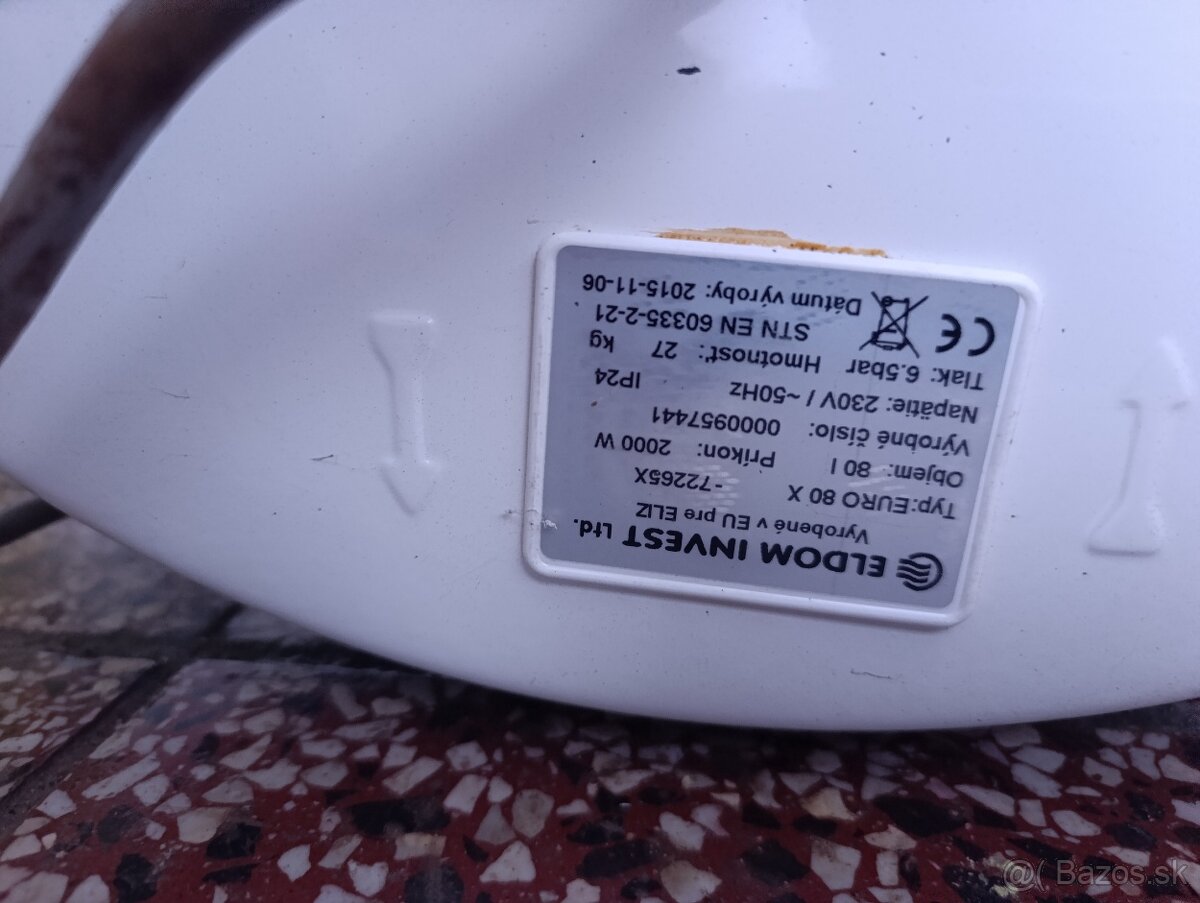 ELDOM INVEST Ltd.
Vyrobené v EU pre ELIZ
Typ:EURO 80 X -72265X
Objem: 80 l Príkon: 2000 W
Výrobné číslo: 0000957441
Napätie: 230V / ~50Hz IP24
Tlak: 6.5bar Hmotnosť: 27 kg
STN EN 60335-2-21
CE Dátum výroby: 2015-11-06
@( Bazos.sk